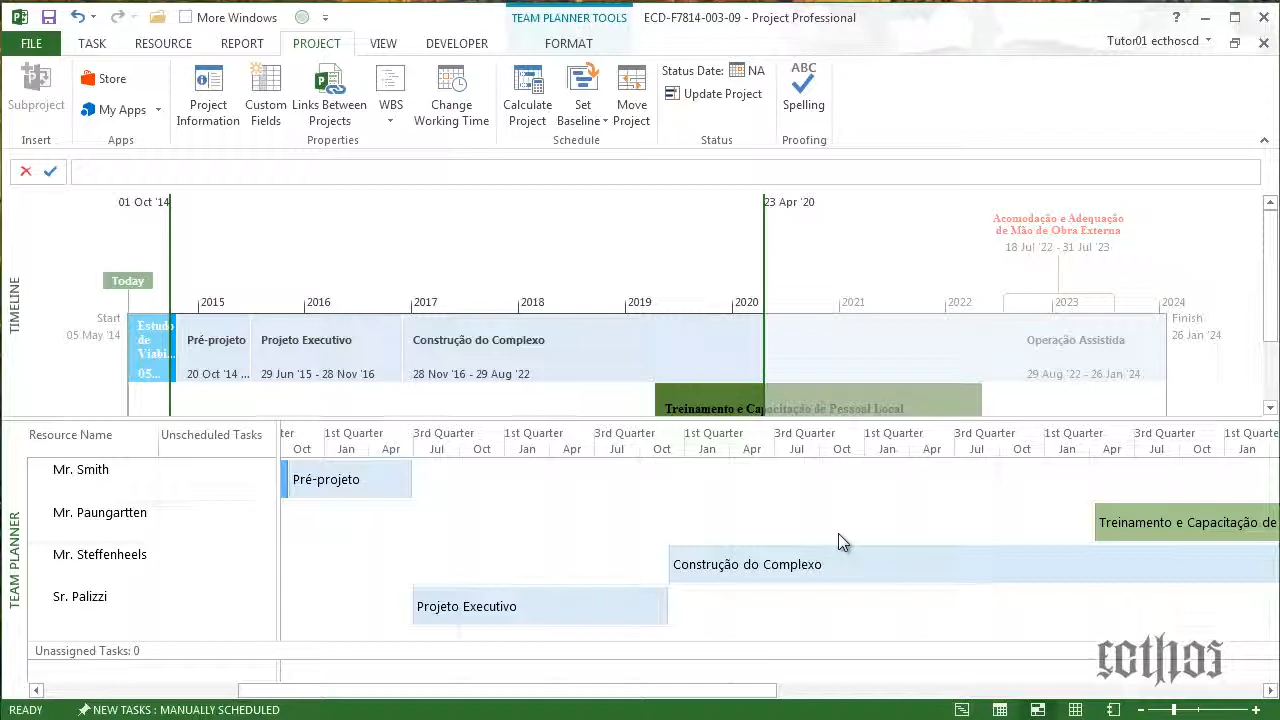 More Windows
TEAM PLANNER TOOLS
ECD-F7814-003-09 - Project Professional
FILE
TASK
RESOURCE
REPORT
PROJECT
VIEW
DEVELOPER
FORMAT
Tutor01 ecthoscd
Subproject
Store
My Apps
Project
Information
Custom
Fields
Links Between
Projects
WBS
Change
Working Time
Calculate
Project
Set
Baseline
Move
Project
Status Date:
NA
Update Project
ABC
Spelling
Insert
Apps
Properties
Schedule
Status
Proofing
TIMELINE
01 Oct '14
23 Apr '20
Acomodação e Adequação
de Mão de Obra Externa
18 Jul '22 - 31 Jul '23
Today
2015
2016
2017
2018
2019
2020
2021
2022
2023
2024
Start
05 May '14
Finish
26 Jan '24
Estudo
de
Viabi...
05...
Pré-projeto
20 Oct '14 ...
Projeto Executivo
29 Jun '15 - 28 Nov '16
Construção do Complexo
28 Nov '16 - 29 Aug '22
Operação Assistida
29 Aug '22 - 26 Jan '24
Treinamento e Capacitação de Pessoal Local
TEAM PLANNER
Resource Name
Unscheduled Tasks
ter
1st Quarter
3rd Quarter
1st Quarter
3rd Quarter
1st Quarter
3rd Quarter
1st Quarter
3rd Quarter
1st Quarter
3rd Quarter
1st Quarte
Oct
Jan
Apr
Jul
Oct
Jan
Apr
Jul
Oct
Jan
Apr
Jul
Oct
Jan
Apr
Jul
Oct
Jan
Apr
Jul
Oct
Jan
Mr. Smith
Pré-projeto
Mr. Paungartten
Treinamento e Capacitação de
Mr. Steffenheels
Construção do Complexo
Sr. Palizzi
Projeto Executivo
Unassigned Tasks: 0
ecthos
READY
NEW TASKS : MANUALLY SCHEDULED